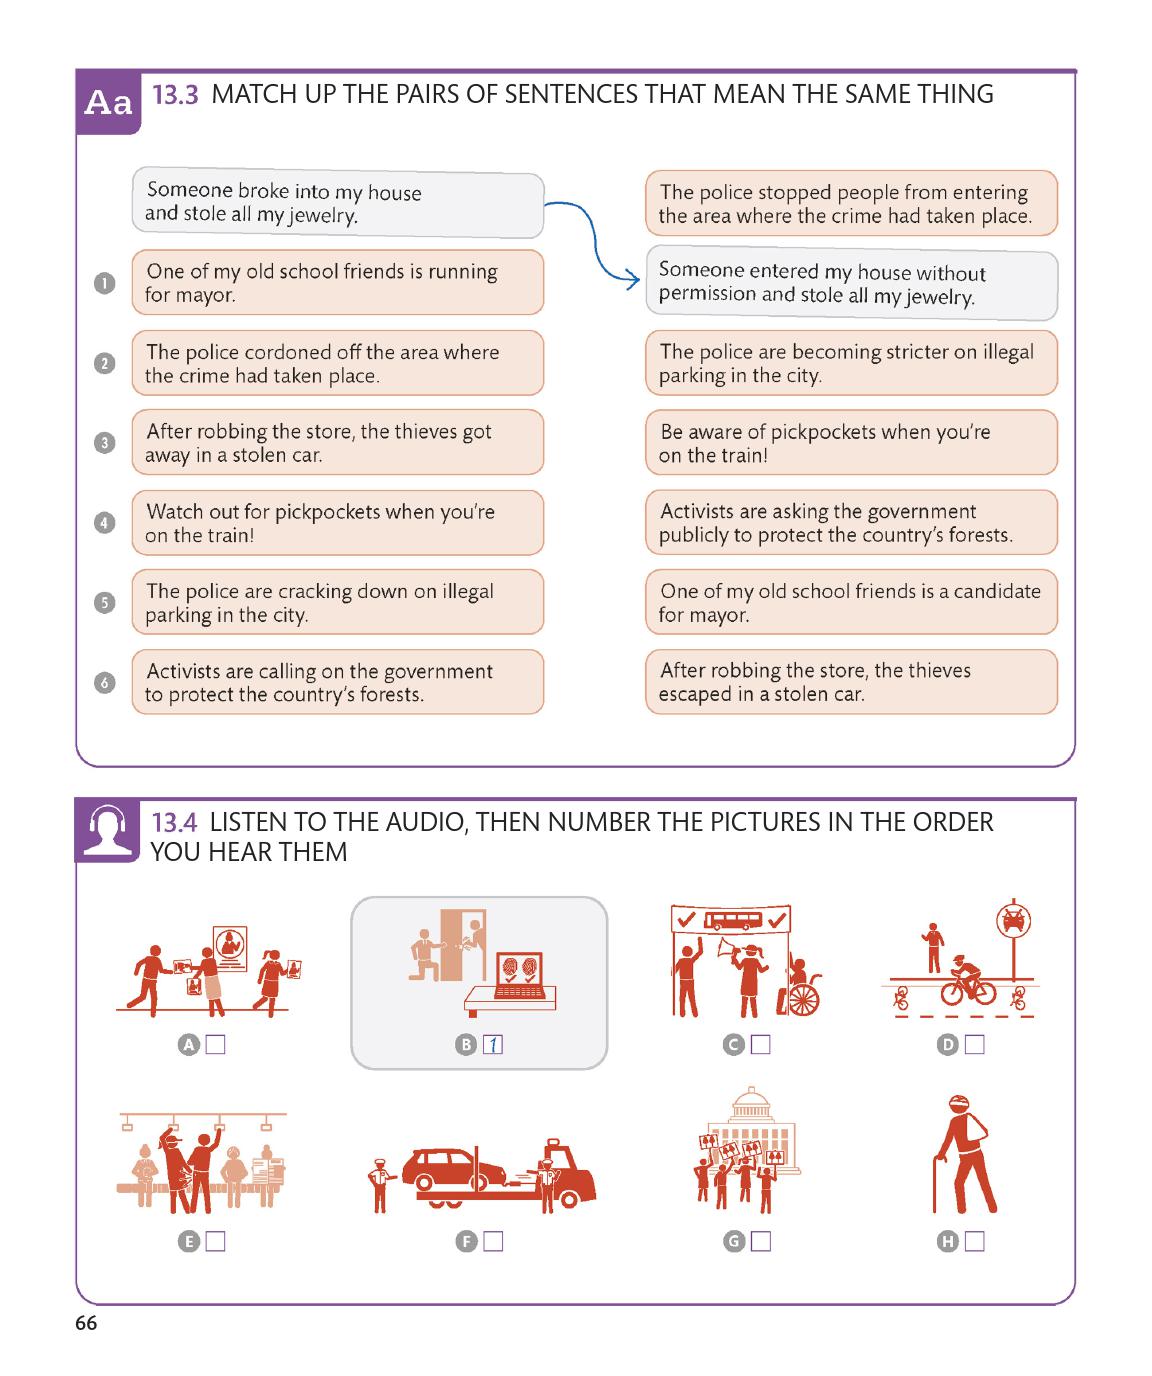 Aa 13.3 MATCH UP THE PAIRS OF SENTENCES THAT MEAN THE SAME THING
Someone broke into my house
and stole all my jewelry.
1 One of my old school friends is running
for mayor.
2 The police cordoned off the area where
the crime had taken place.
3 After robbing the store, the thieves got
away in a stolen car.
4 Watch out for pickpockets when you're
on the train!
5 The police are cracking down on illegal
parking in the city.
6 Activists are calling on the government
to protect the country's forests.
The police stopped people from entering
the area where the crime had taken place.
Someone entered my house without
permission and stole all my jewelry.
The police are becoming stricter on illegal
parking in the city.
Be aware of pickpockets when you're
on the train!
Activists are asking the government
publicly to protect the country's forests.
One of my old school friends is a candidate
for mayor.
After robbing the store, the thieves
escaped in a stolen car.
13.4 LISTEN TO THE AUDIO, THEN NUMBER THE PICTURES IN THE ORDER
YOU HEAR THEM
A
B 1
C
D
E
F
G
H
66